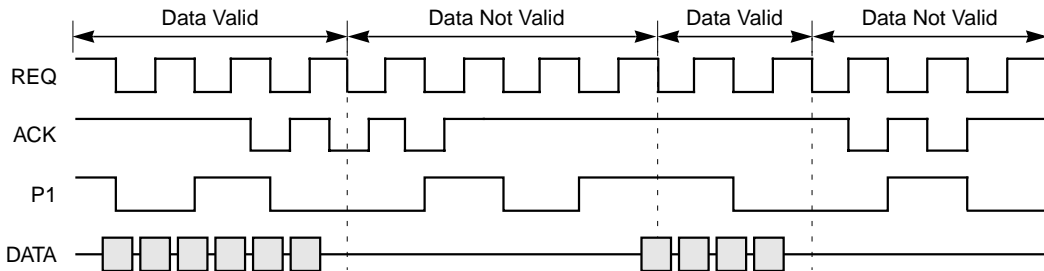 Data Valid Data Not Valid Data Valid Data Not Valid
REQ
ACK
P1
DATA